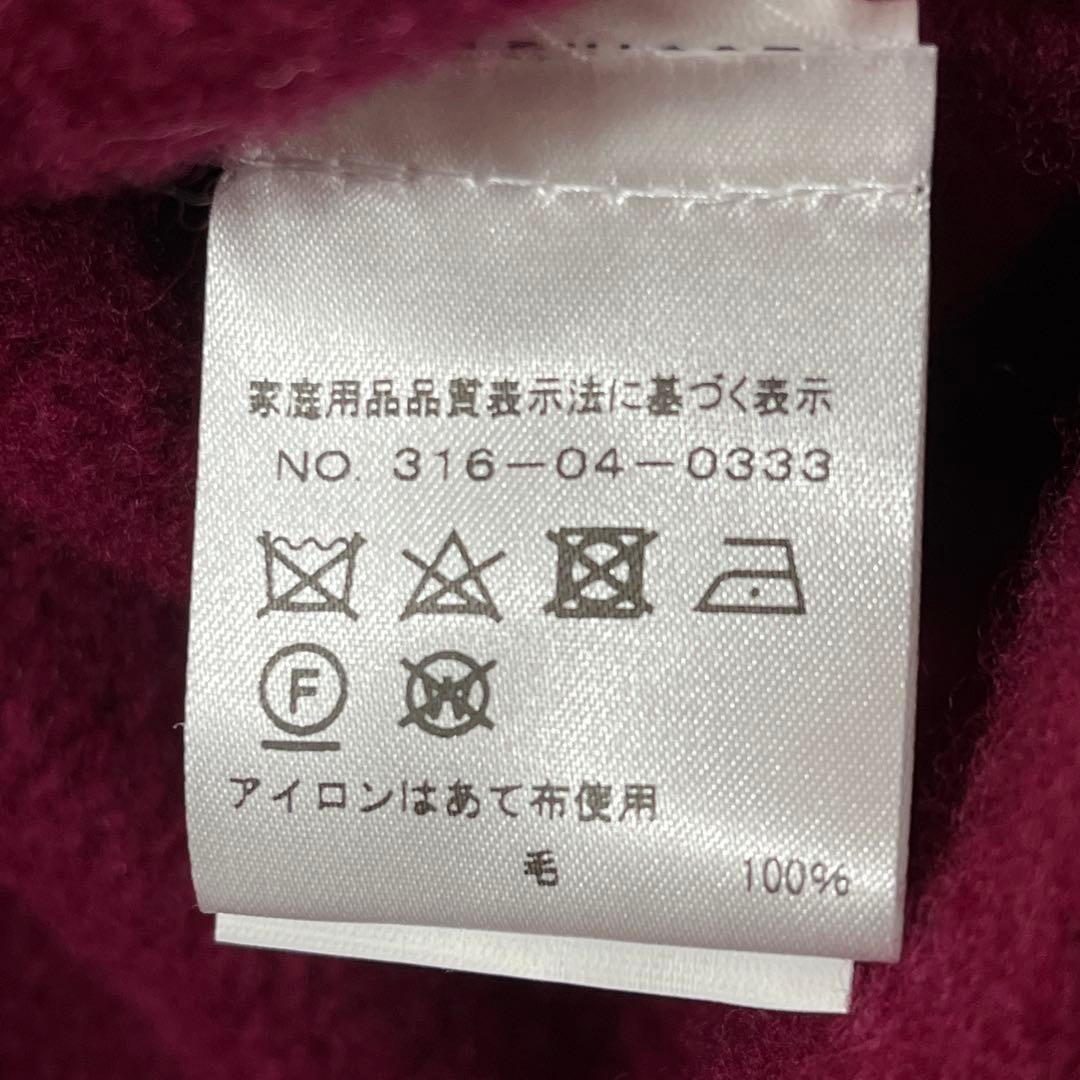 家庭用品品質表示法に基づく表示
NO. 316-04-0333
F
W
アイロンはあて布使用
毛 100%